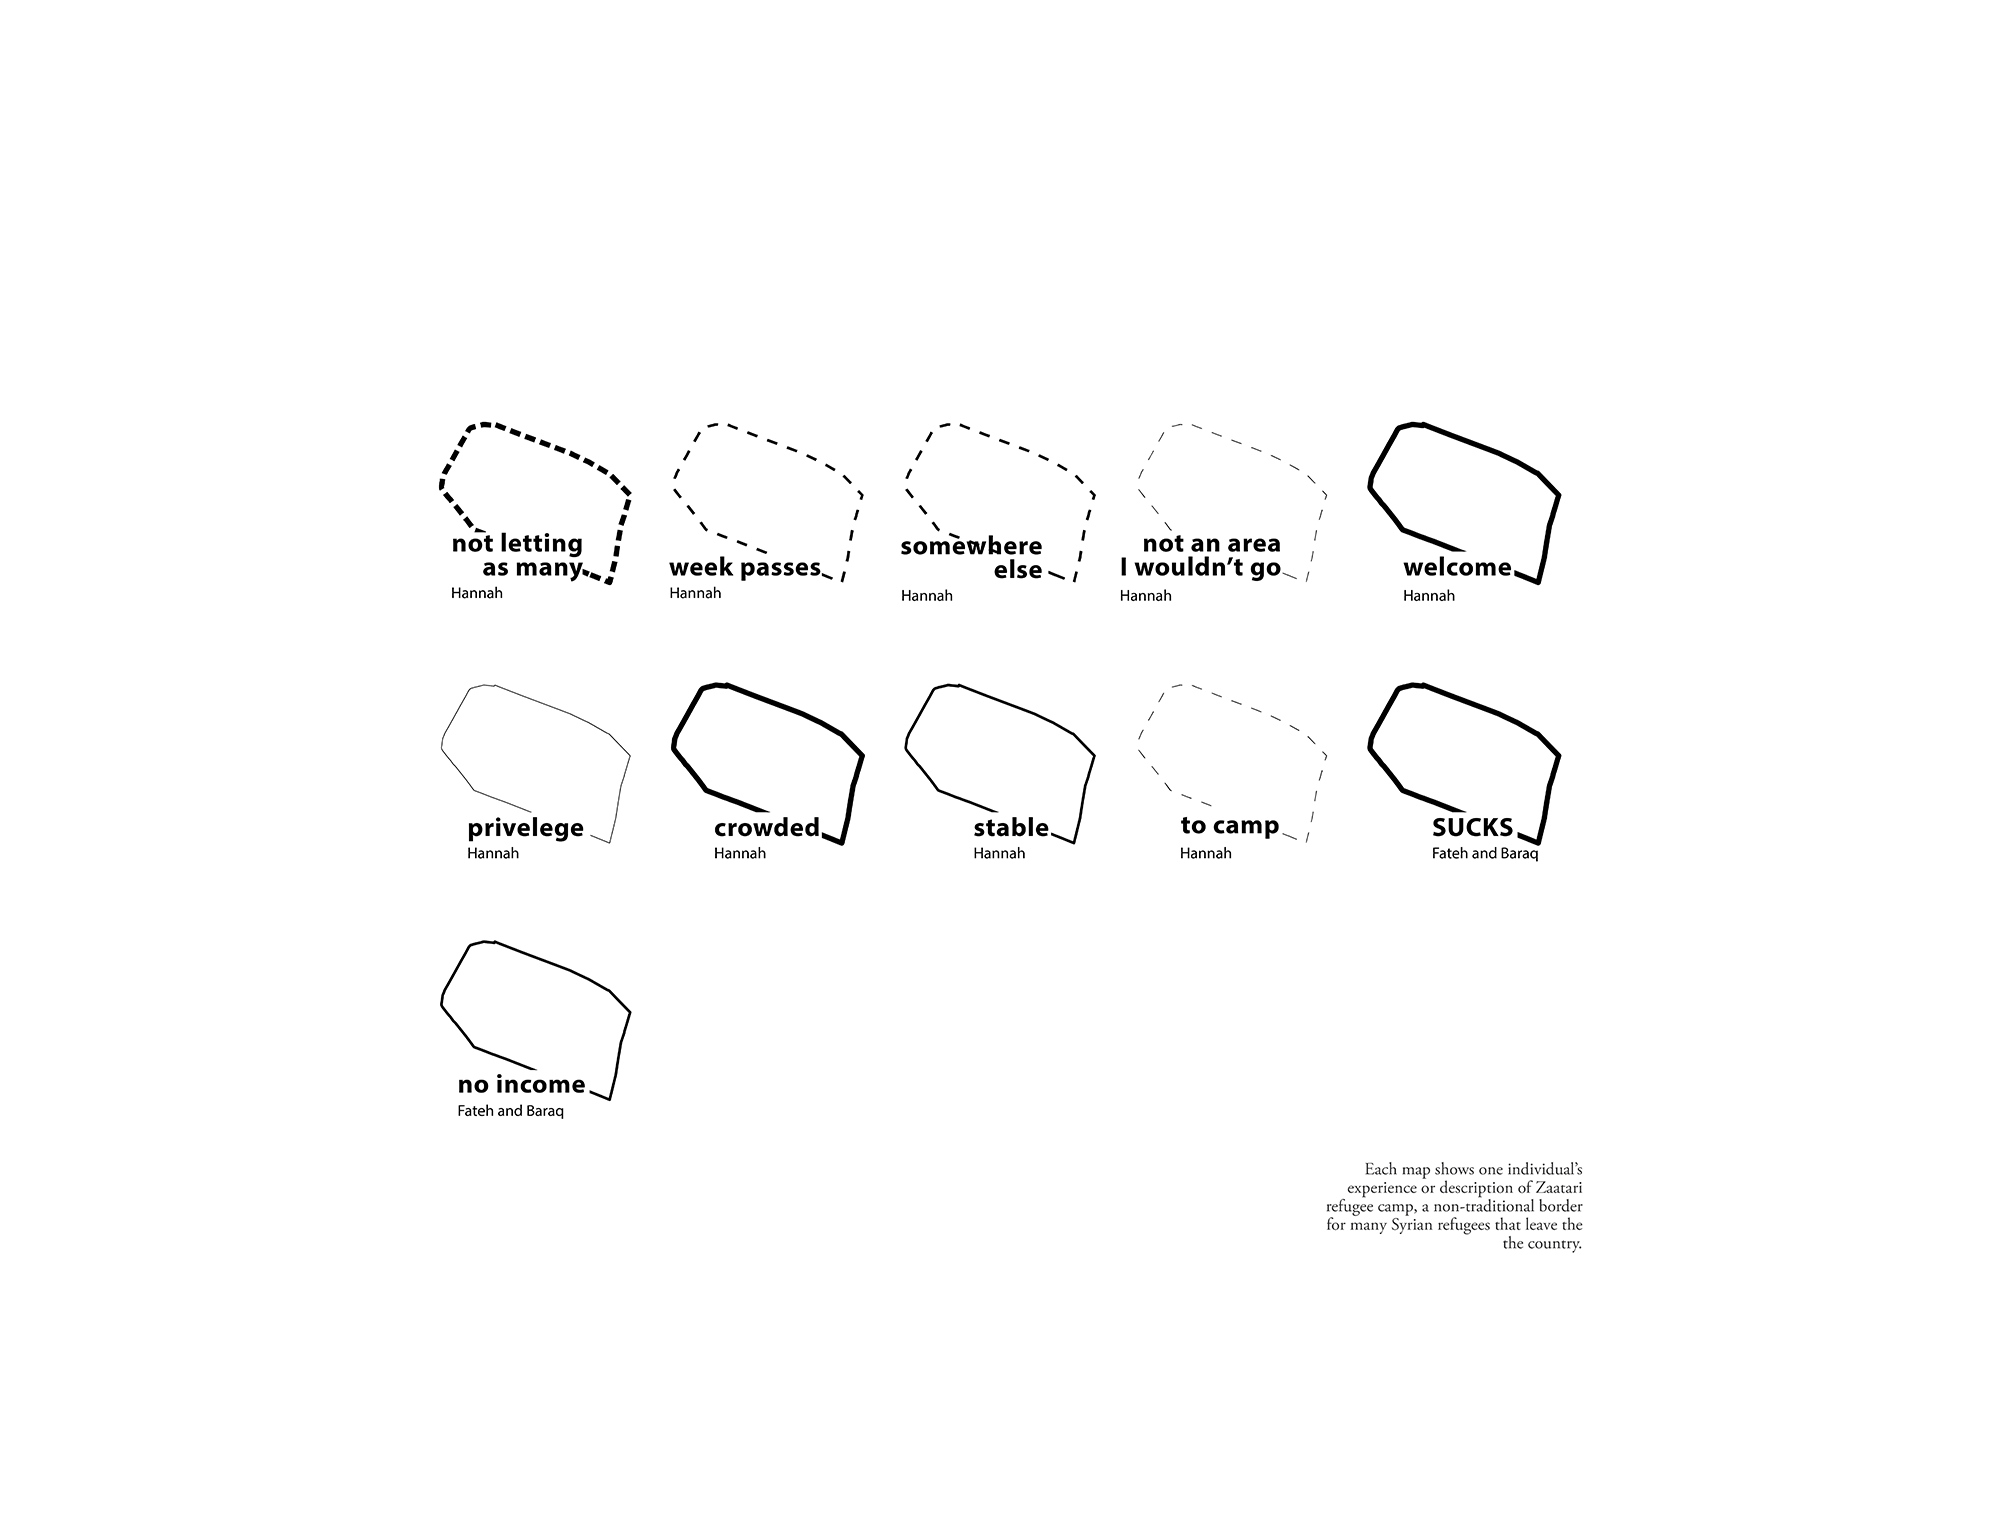 not letting
as many
Hannah
week passes
Hannah
somewhere
else
Hannah
not an area
I wouldn’t go
Hannah
welcome
Hannah
privelege
Hannah
crowded
Hannah
stable
Hannah
to camp
Hannah
SUCKS
Fateh and Baraq
no income
Fateh and Baraq
Each map shows one individual’s
experience or description of Zaatari
refugee camp, a non-traditional border
for many Syrian refugees that leave the
the country.